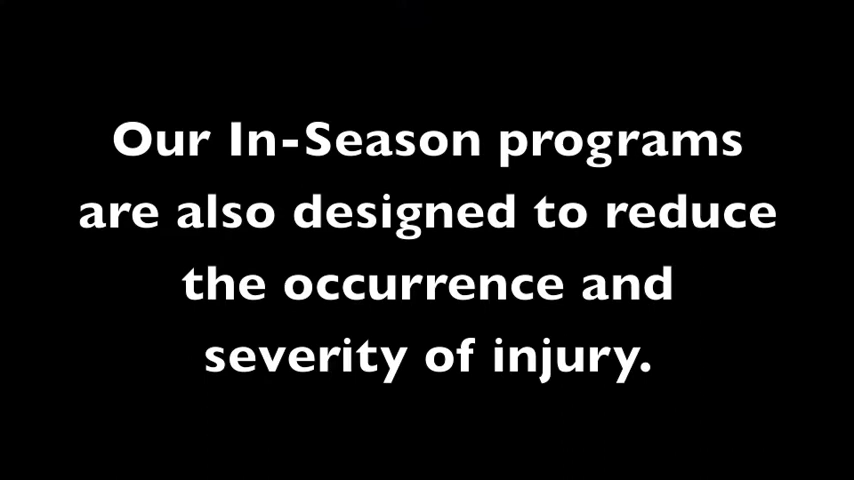 Our In-Season programs
are also designed to reduce
the occurrence and
severity of injury.